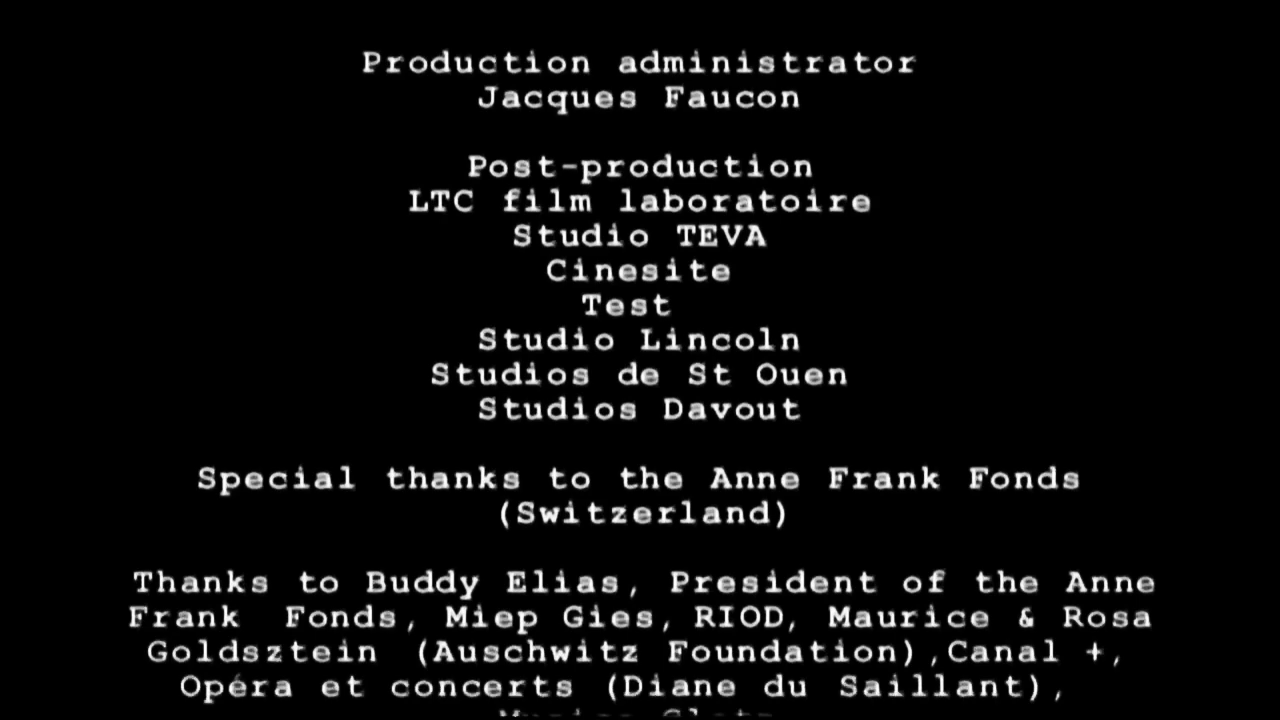 Production administrator
Jacques Faucon
Post-production
LTC film laboratoire
Studio TEVA
Cinesite
Test
Studio Lincoln
Studios de St Ouen
Studios Davout
Special thanks to the Anne Frank Fonds
(Switzerland)
Thanks to Buddy Elias, President of the Anne
Frank Fonds, Miep Gies, RIOD, Maurice & Rosa
Goldsztein (Auschwitz Foundation),Canal +,
Opéra et concerts (Diane du Saillant),